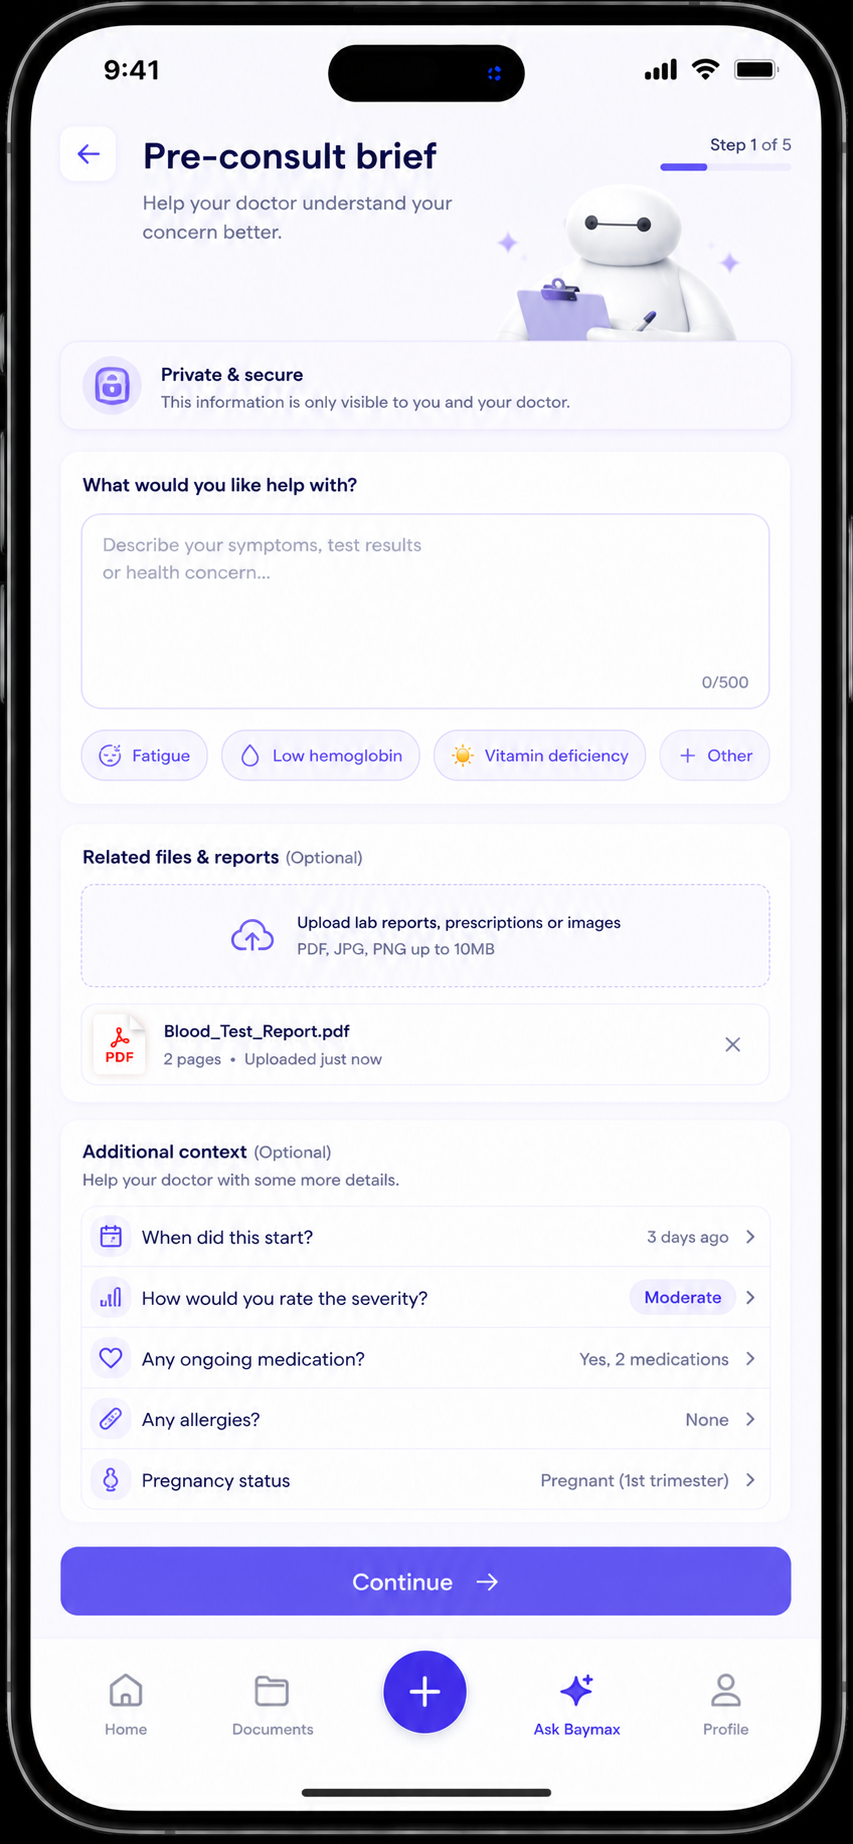 9:41
Pre-consult brief
Step 1 of 5
Help your doctor understand your
concern better.
Private & secure
This information is only visible to you and your doctor.
What would you like help with?
Describe your symptoms, test results
or health concern...
0/500
Fatigue
Low hemoglobin
Vitamin deficiency
Other
Related files & reports (Optional)
Upload lab reports, prescriptions or images
PDF, JPG, PNG up to 10MB
PDF
Blood_Test_Report.pdf
2 pages • Uploaded just now
Additional context (Optional)
Help your doctor with some more details.
When did this start? 3 days ago
How would you rate the severity? Moderate
Any ongoing medication? Yes, 2 medications
Any allergies? None
Pregnancy status Pregnant (1st trimester)
Continue
Home
Documents
Ask Baymax
Profile